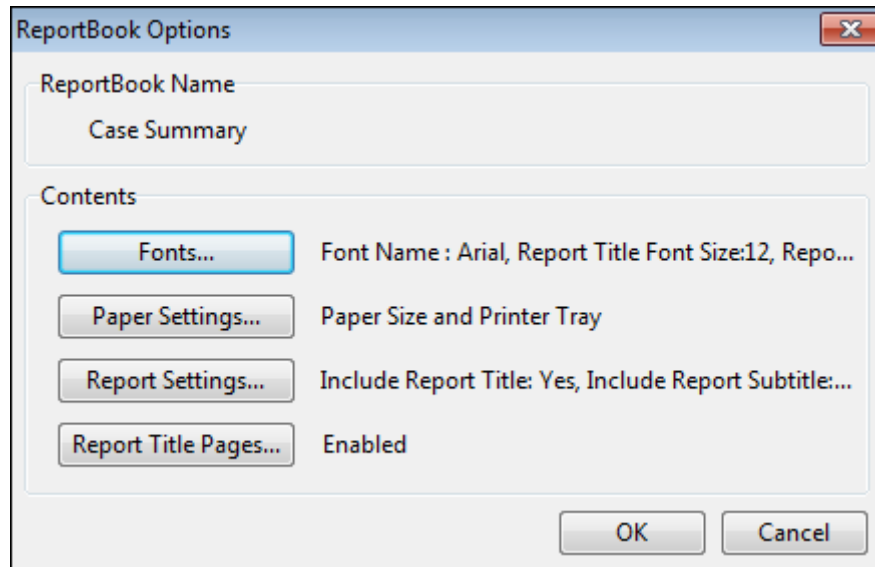 ReportBook Options
ReportBook Name
Case Summary
Contents
Fonts... Font Name : Arial, Report Title Font Size:12, Repo...
Paper Settings... Paper Size and Printer Tray
Report Settings... Include Report Title: Yes, Include Report Subtitle:...
Report Title Pages... Enabled
OK Cancel